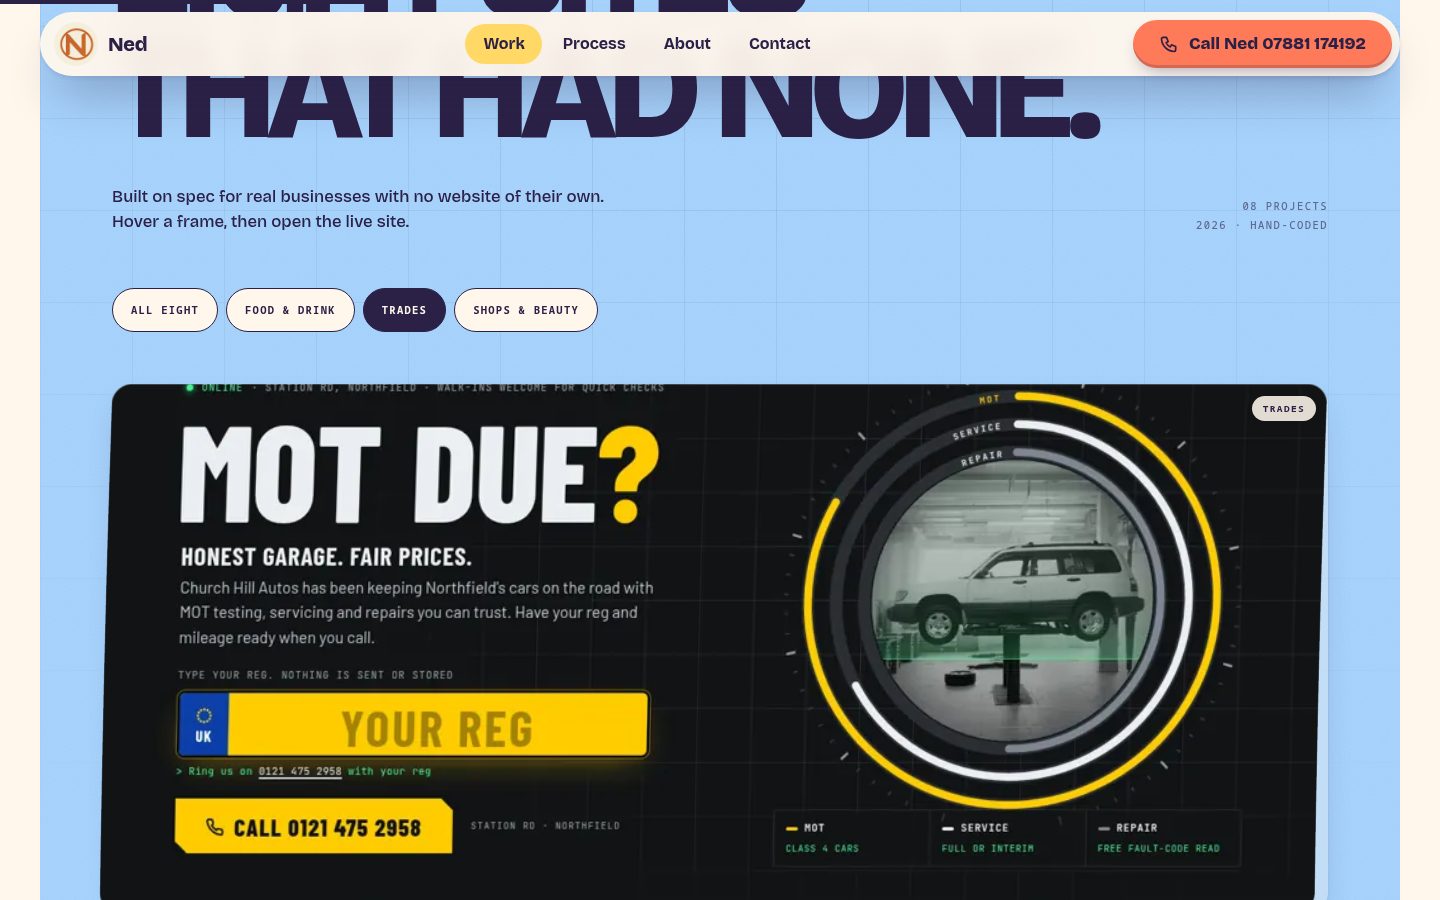 EIGHT SITES
Ned
Work
Process
About
Contact
Call Ned 07881 174192
THAT HAD NONE.
Built on spec for real businesses with no website of their own.
Hover a frame, then open the live site.
08 PROJECTS
2026 · HAND-CODED
ALL EIGHT
FOOD & DRINK
TRADES
SHOPS & BEAUTY
ONLINE · STATION RD, NORTHFIELD · WALK-INS WELCOME FOR QUICK CHECKS
TRADES
MOT DUE?
HONEST GARAGE. FAIR PRICES.
Church Hill Autos has been keeping Northfield's cars on the road with
MOT testing, servicing and repairs you can trust. Have your reg and
mileage ready when you call.
TYPE YOUR REG. NOTHING IS SENT OR STORED
UK
YOUR REG
> Ring us on 0121 475 2958 with your reg
CALL 0121 475 2958
STATION RD · NORTHFIELD
MOT
SERVICE
REPAIR
MOT
CLASS 4 CARS
SERVICE
FULL OR INTERIM
REPAIR
FREE FAULT-CODE READ